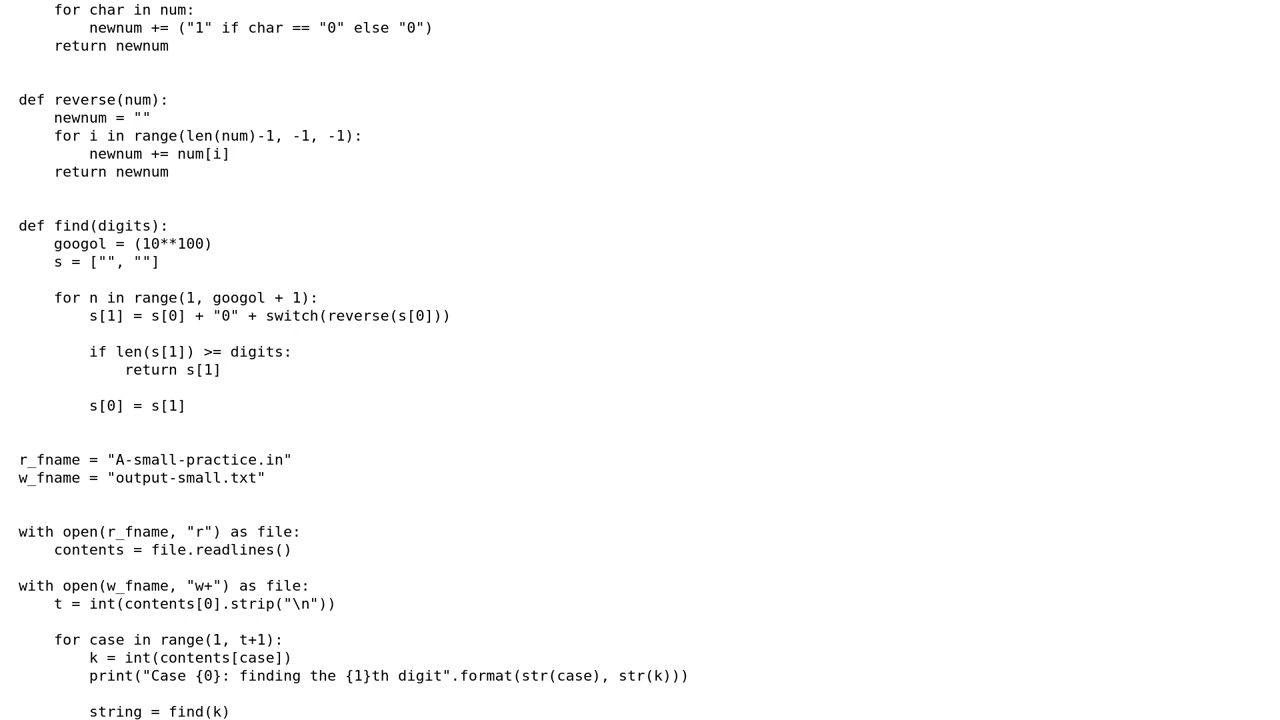 for char in num:
        newnum += ("1" if char == "0" else "0")
    return newnum


def reverse(num):
    newnum = ""
    for i in range(len(num)-1, -1, -1):
        newnum += num[i]
    return newnum


def find(digits):
    googol = (10**100)
    s = ["", ""]

    for n in range(1, googol + 1):
        s[1] = s[0] + "0" + switch(reverse(s[0]))

        if len(s[1]) >= digits:
            return s[1]

        s[0] = s[1]


r_fname = "A-small-practice.in"
w_fname = "output-small.txt"


with open(r_fname, "r") as file:
    contents = file.readlines()

with open(w_fname, "w+") as file:
    t = int(contents[0].strip("\n"))

    for case in range(1, t+1):
        k = int(contents[case])
        print("Case {0}: finding the {1}th digit".format(str(case), str(k)))

        string = find(k)